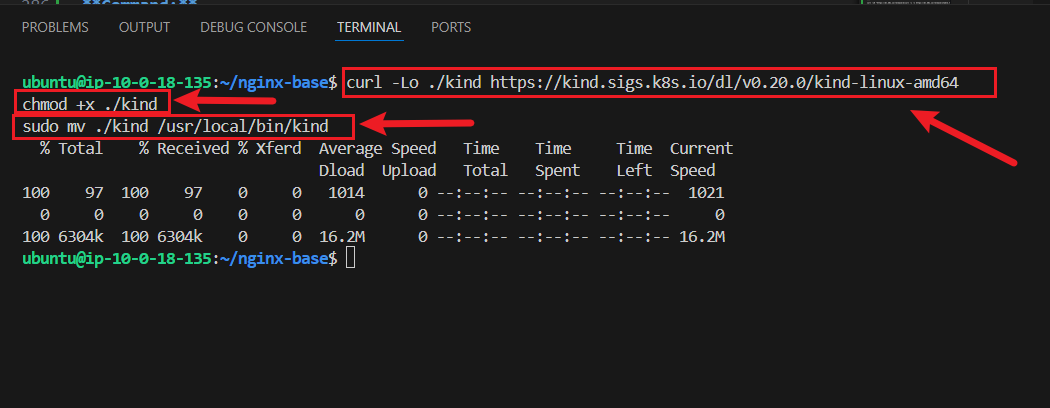 286 **Command:**
PROBLEMS OUTPUT DEBUG CONSOLE TERMINAL PORTS
ubuntu@ip-10-0-18-135:~/nginx-base$ curl -Lo ./kind https://kind.sigs.k8s.io/dl/v0.20.0/kind-linux-amd64
chmod +x ./kind
sudo mv ./kind /usr/local/bin/kind
% Total % Received % Xferd Average Speed Time Time Time Current
Dload Upload Total Spent Left Speed
100 97 100 97 0 0 1014 0 --:--:-- --:--:-- --:--:-- 1021
0 0 0 0 0 0 0 0 --:--:-- --:--:-- --:--:-- 0
100 6304k 100 6304k 0 0 16.2M 0 --:--:-- --:--:-- --:--:-- 16.2M
ubuntu@ip-10-0-18-135:~/nginx-base$